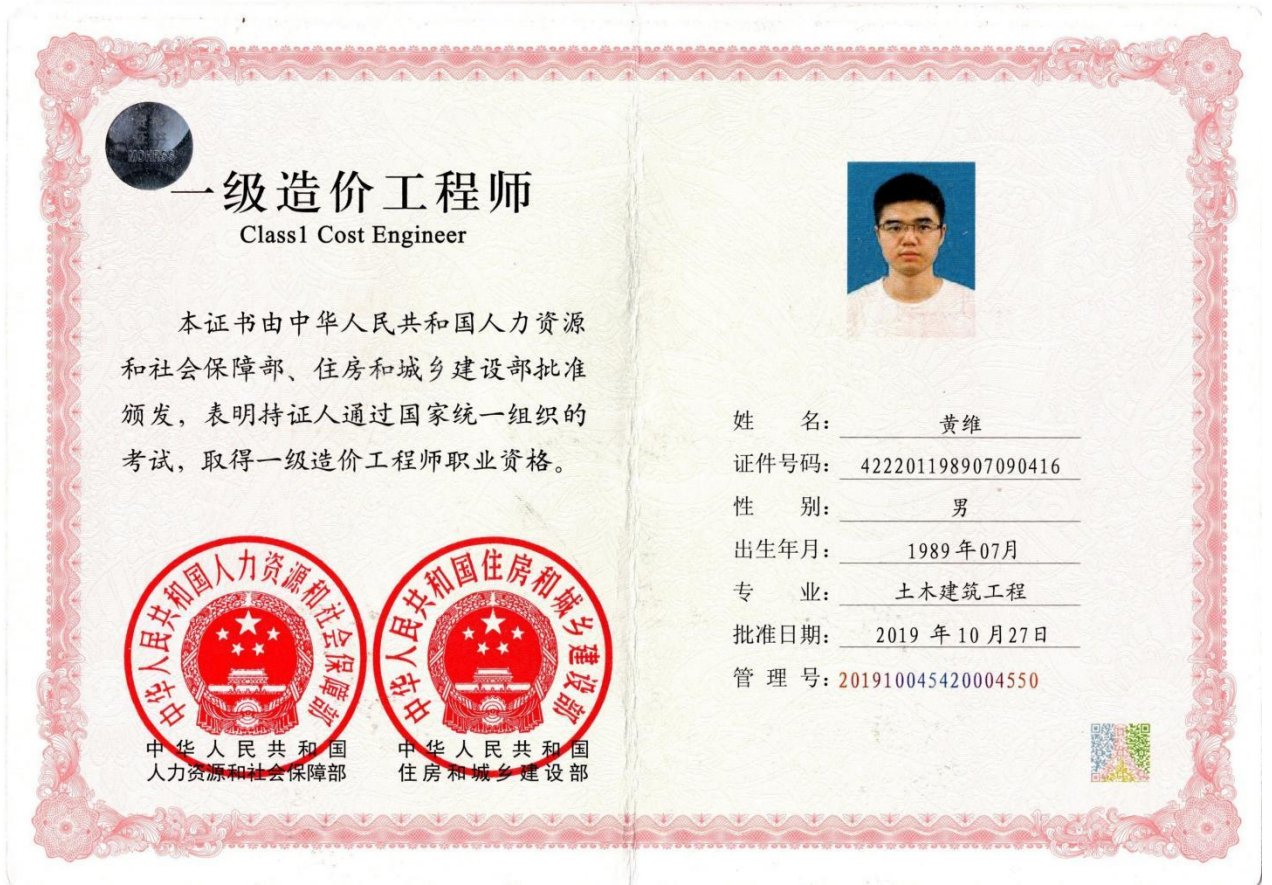 一级造价工程师
Class1 Cost Engineer
本证书由中华人民共和国人力资源
和社会保障部、住房和城乡建设部批准
颁发，表明持证人通过国家统一组织的
考试，取得一级造价工程师职业资格。
中华人民共和国人力资源和社会保障部
中华人民共和国住房和城乡建设部
中华人民共和国
人力资源和社会保障部
中华人民共和国
住房和城乡建设部
姓名：黄维
证件号码：422201198907090416
性别：男
出生年月：1989年07月
专业：土木建筑工程
批准日期：2019 年 10 月 27日
管理号：201910045420004550